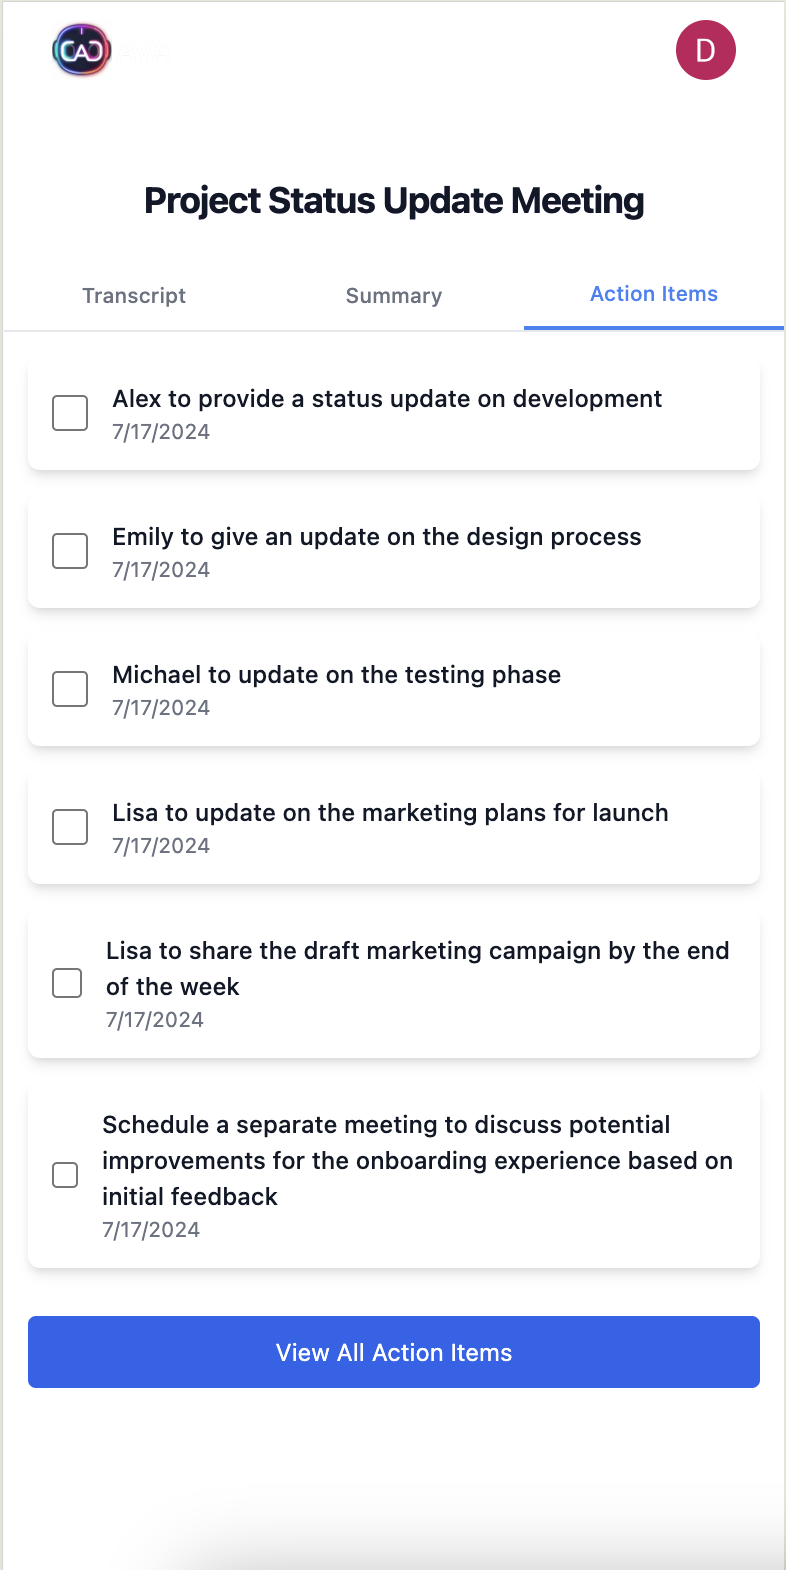 CAO
D
Project Status Update Meeting
Transcript
Summary
Action Items
Alex to provide a status update on development
7/17/2024
Emily to give an update on the design process
7/17/2024
Michael to update on the testing phase
7/17/2024
Lisa to update on the marketing plans for launch
7/17/2024
Lisa to share the draft marketing campaign by the end
of the week
7/17/2024
Schedule a separate meeting to discuss potential
improvements for the onboarding experience based on
initial feedback
7/17/2024
View All Action Items